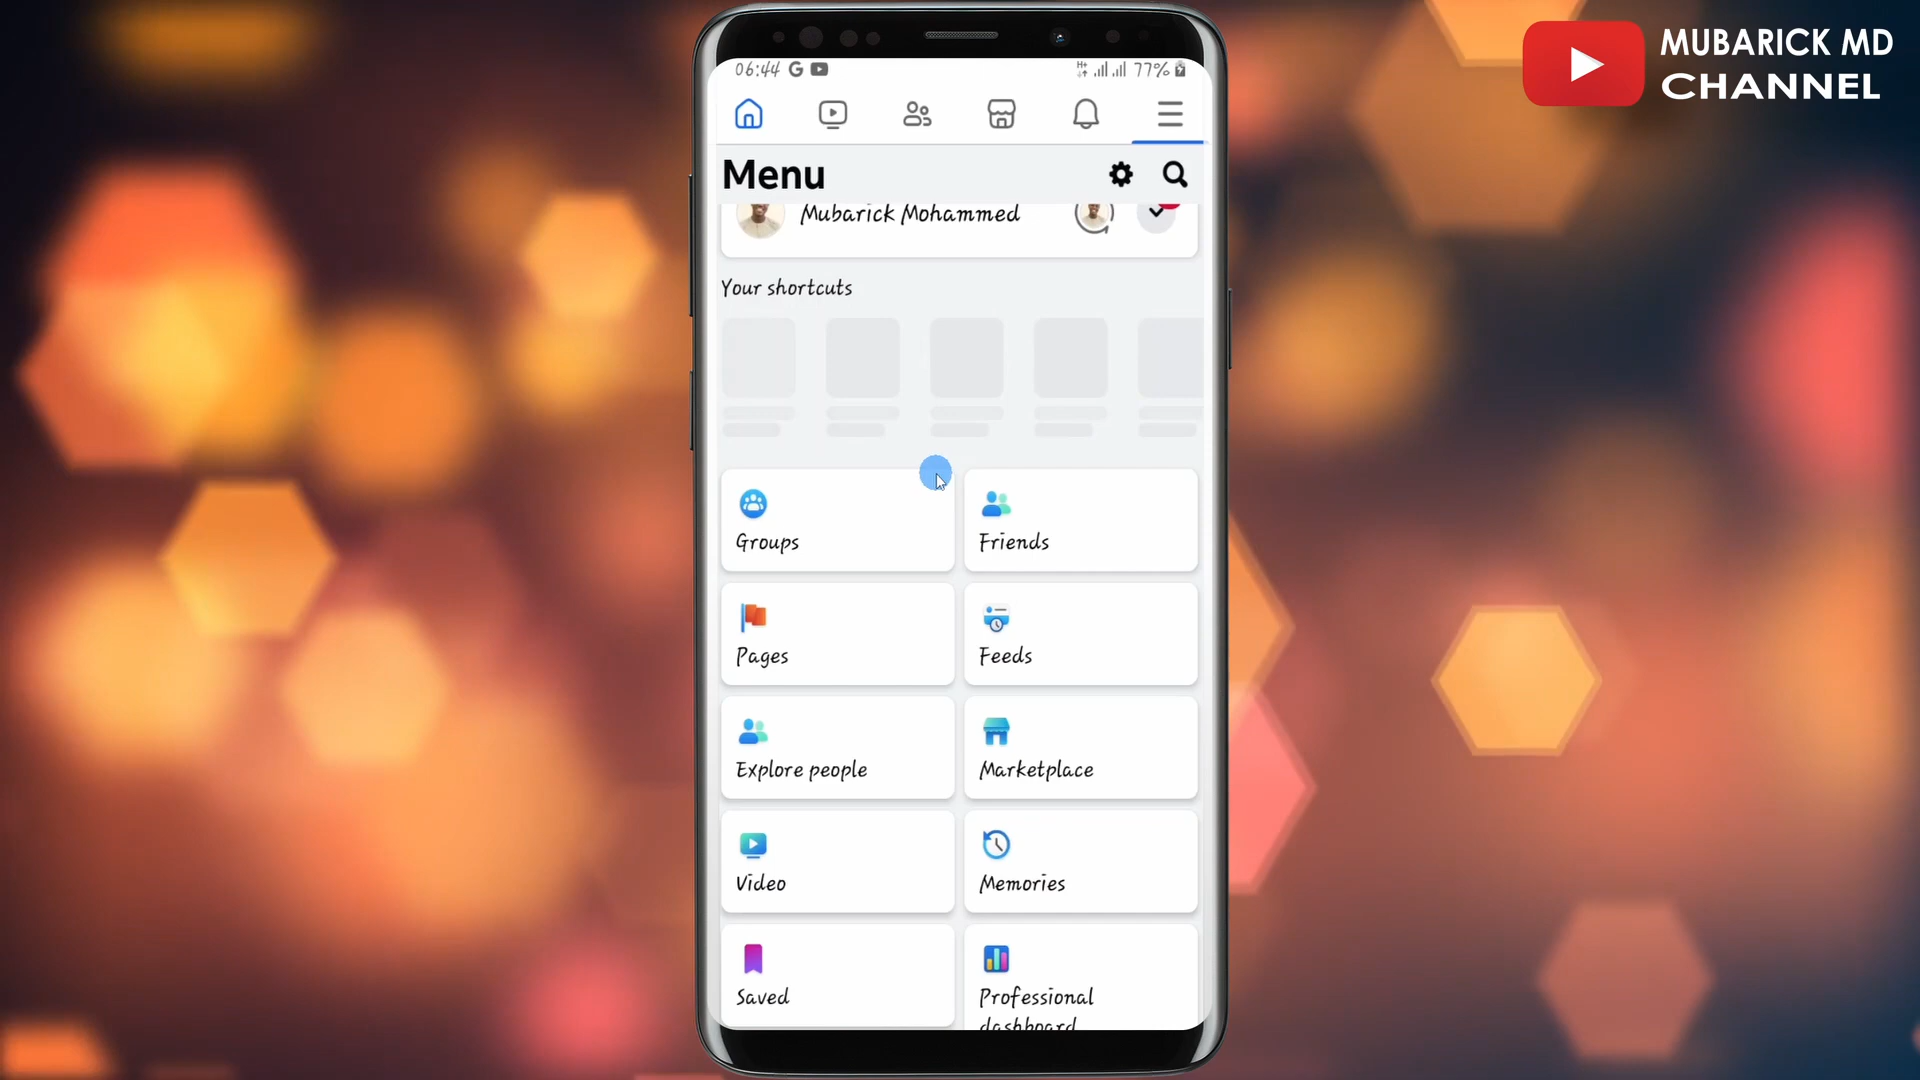 MUBARICK MD
CHANNEL
06:44
77%
Menu
Mubarick Mohammed
Your shortcuts
Groups
Friends
Pages
Feeds
Explore people
Marketplace
Video
Memories
Saved
Professional
dashboard